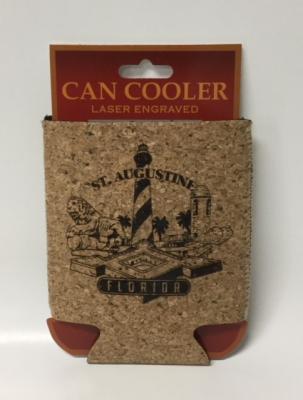 CAN COOLER
LASER ENGRAVED
ST. AUGUSTINE
FLORIDA